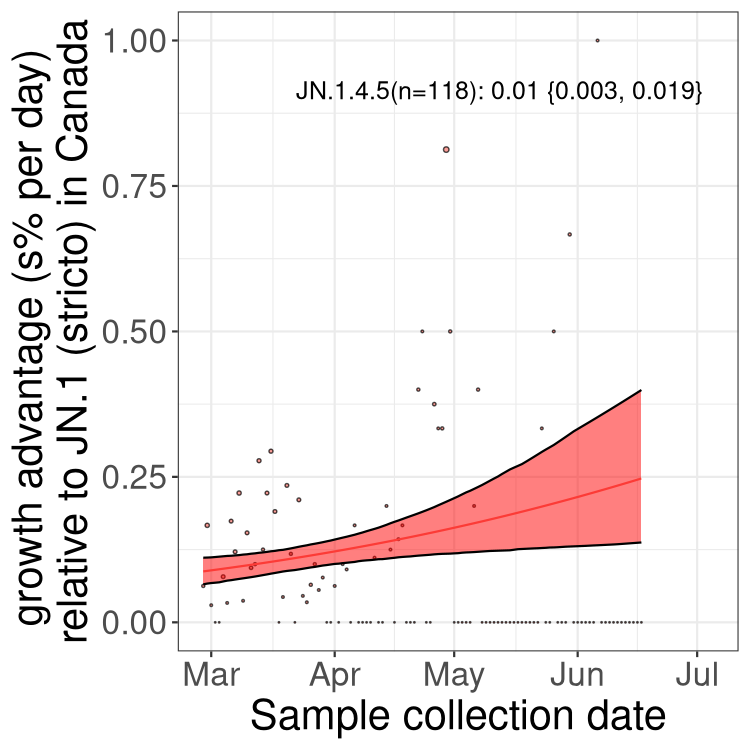 growth advantage (s% per day)
relative to JN.1 (stricto) in Canada
1.00
0.75
0.50
0.25
0.00
JN.1.4.5(n=118): 0.01 {0.003, 0.019}
Mar Apr May Jun Jul
Sample collection date